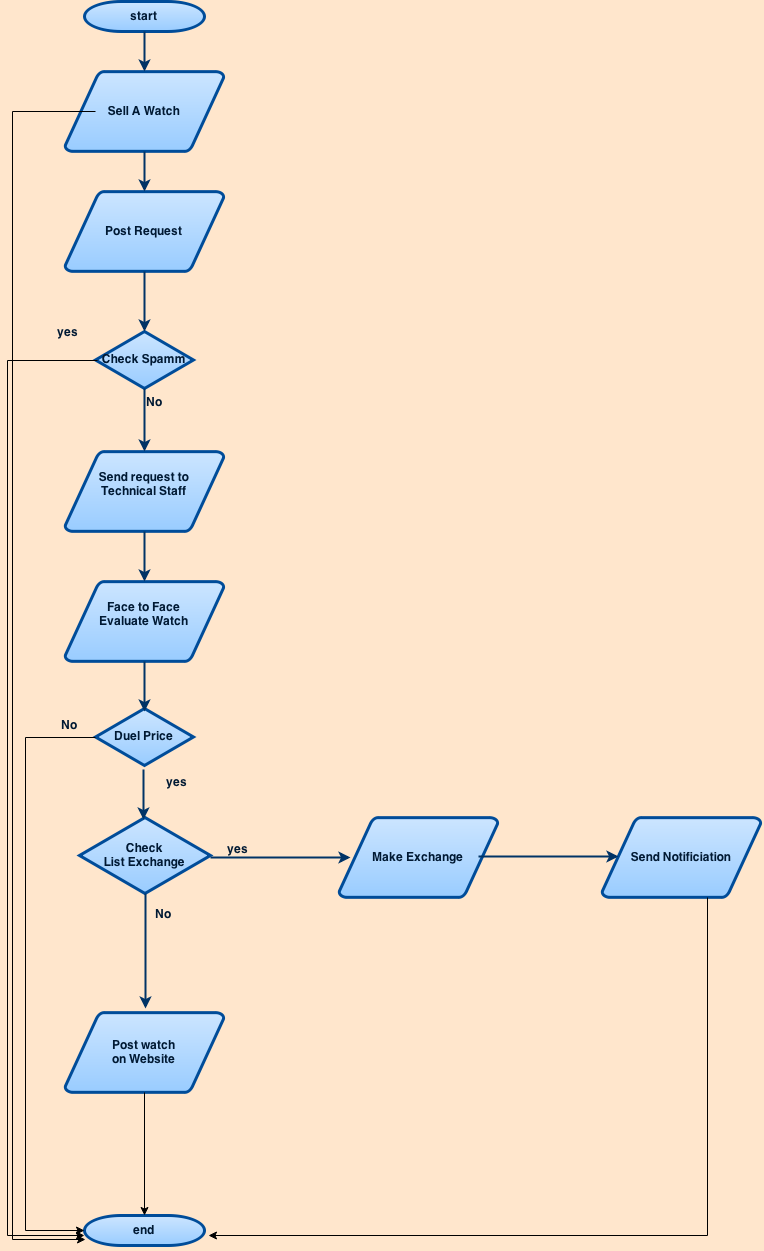 start
Sell A Watch
Post Request
yes
Check Spamm
No
Send request to
Technical Staff
Face to Face
Evaluate Watch
No
Duel Price
yes
Check
List Exchange
yes
Make Exchange
Send Notificiation
No
Post watch
on Website
end